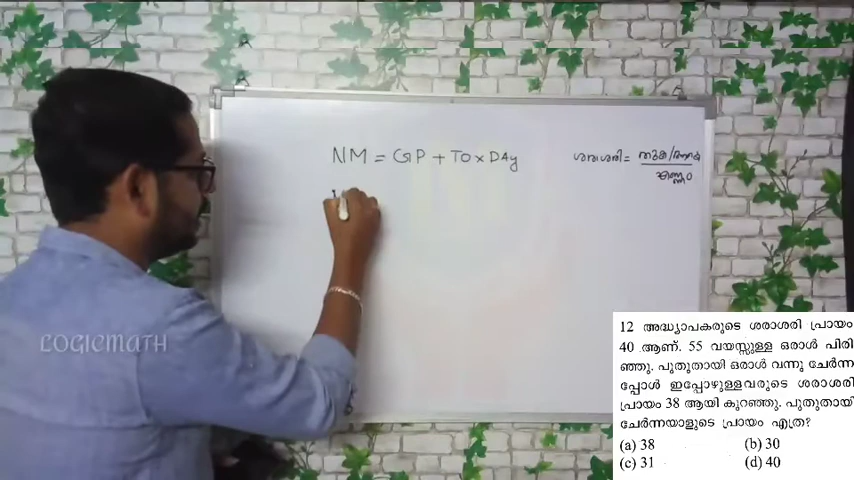 NM = GP + TO × DAy
ശരാശരി = തുക/ആകെ
എണ്ണം
LOGICMATH
12 അദ്ധ്യാപകരുടെ ശരാശരി പ്രായം
40 ആണ്. 55 വയസ്സുള്ള ഒരാൾ പിരി
ഞ്ഞു. പുതുതായി ഒരാൾ വന്നു ചേർന്ന
പ്പോൾ ഇപ്പോഴുള്ളവരുടെ ശരാശരി
പ്രായം 38 ആയി കുറഞ്ഞു. പുതുതായി
ചേർന്നയാളുടെ പ്രായം എത്ര?
(a) 38 (b) 30
(c) 31 (d) 40